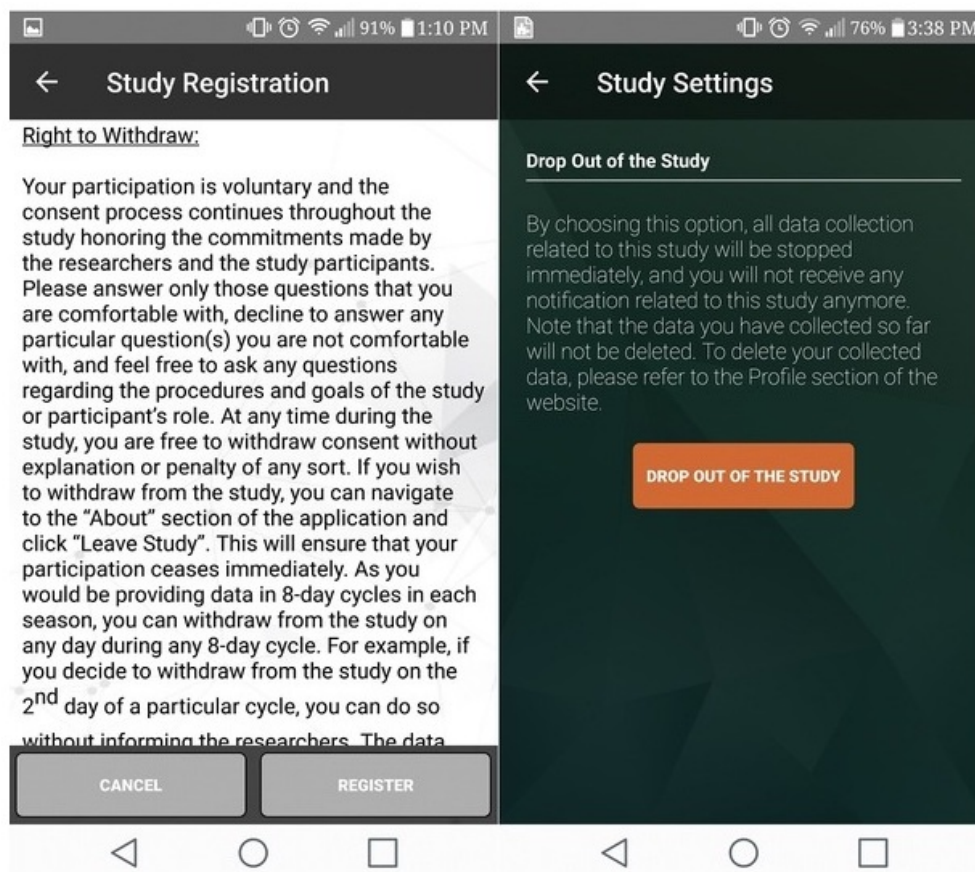 91% 1:10 PM
Study Registration
Right to Withdraw:
Your participation is voluntary and the
consent process continues throughout the
study honoring the commitments made by
the researchers and the study participants.
Please answer only those questions that you
are comfortable with, decline to answer any
particular question(s) you are not comfortable
with, and feel free to ask any questions
regarding the procedures and goals of the study
or participant's role. At any time during the
study, you are free to withdraw consent without
explanation or penalty of any sort. If you wish
to withdraw from the study, you can navigate
to the “About” section of the application and
click “Leave Study”. This will ensure that your
participation ceases immediately. As you
would be providing data in 8-day cycles in each
season, you can withdraw from the study on
any day during any 8-day cycle. For example, if
you decide to withdraw from the study on the
2nd day of a particular cycle, you can do so
without informing the researchers. The data
CANCEL
REGISTER
76% 3:38 PM
Study Settings
Drop Out of the Study
By choosing this option, all data collection
related to this study will be stopped
immediately, and you will not receive any
notification related to this study anymore.
Note that the data you have collected so far
will not be deleted. To delete your collected
data, please refer to the Profile section of the
website.
DROP OUT OF THE STUDY